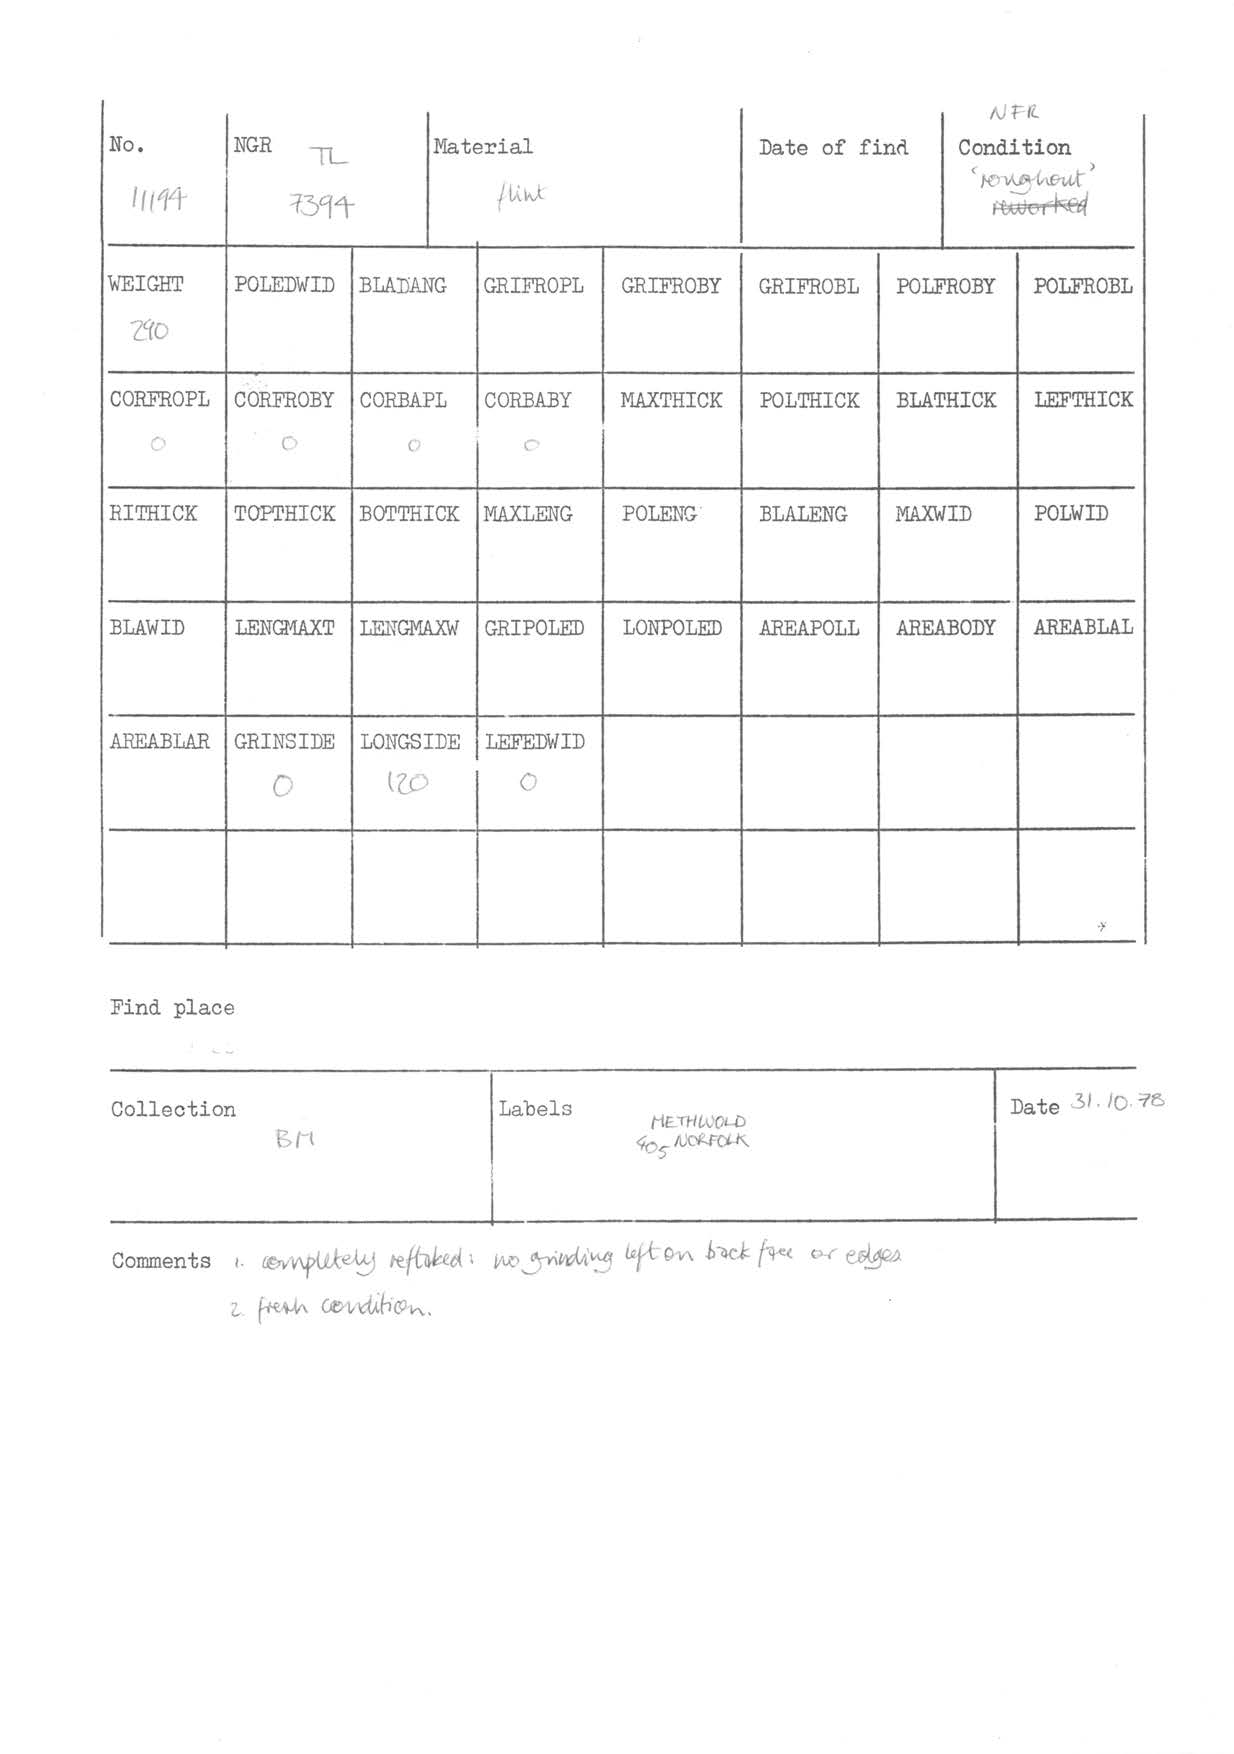 NFR
No. NGR TL Material Date of find Condition
11194 7394 flint 'roughout'
reworked
WEIGHT POLEDWID BLADANG GRIFROPL GRIFROBY GRIFROBL POLFROBY POLFROBL
290
CORFROPL CORFROBY CORBAPL CORBABY MAXTHICK POLTHICK BLATHICK LEFTHICK
0 0 0 0
RITHICK TOPTHICK BOTTHICK MAXLENG POLENG BLALENG MAXWID POLWID
BLAWID LENGMAXT LENGMAXW GRIPOLED LONPOLED AREAPOLL AREABODY AREABLAL
AREABLAR GRINSIDE LONGSIDE LEFEDWID
0 120 0
Find place
Collection Labels Date 31.10.78
BM METHWOLD
405 NORFOLK
Comments 1. completely reflaked: no grinding left on back face or edges
2. fresh condition.